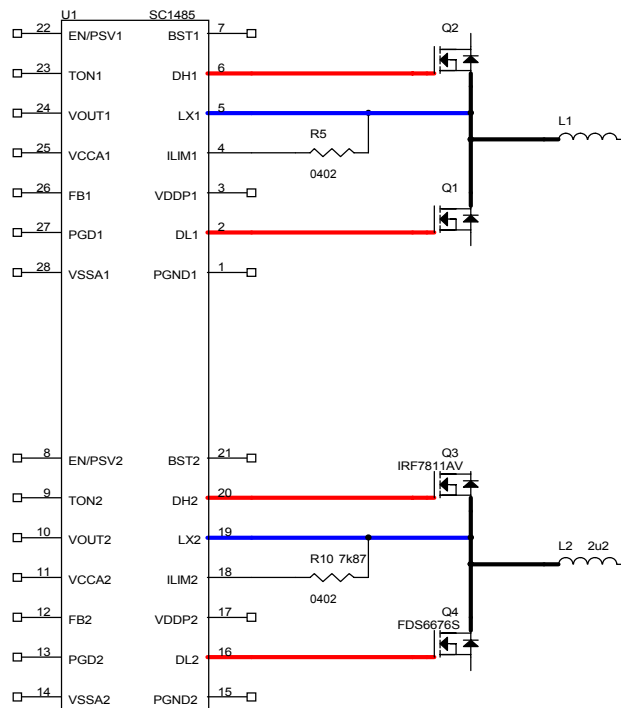 U1 SC1485
22 EN/PSV1 BST1 7
Q2
23 TON1 DH1 6
24 VOUT1 LX1 5
L1
R5
25 VCCA1 ILIM1 4
0402
26 FB1 VDDP1 3
Q1
27 PGD1 DL1 2
28 VSSA1 PGND1 1
8 EN/PSV2 BST2 21
Q3
IRF7811AV
9 TON2 DH2 20
10 VOUT2 LX2 19
L2 2u2
R10 7k87
11 VCCA2 ILIM2 18
0402
12 FB2 VDDP2 17
Q4
FDS6676S
13 PGD2 DL2 16
14 VSSA2 PGND2 15